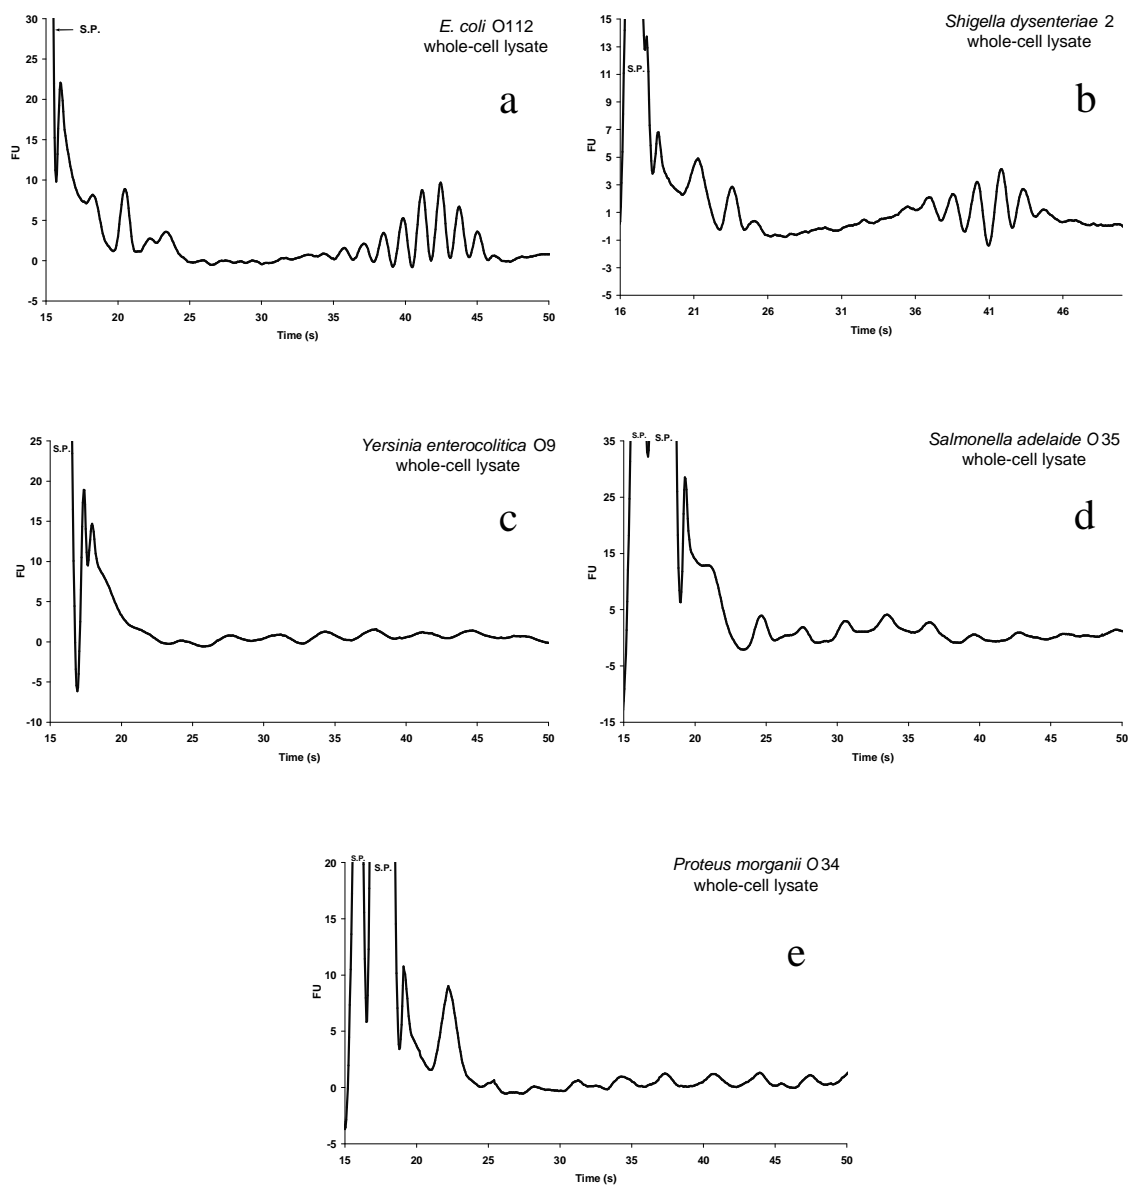 E. coli O112
whole-cell lysate
S.P.
a
30
25
20
15
10
5
0
-5
FU
15 20 25 30 35 40 45 50
Time (s)
Shigella dysenteriae 2
whole-cell lysate
S.P.
b
15
13
11
9
7
5
3
1
-1
-3
-5
FU
16 21 26 31 36 41 46
Time (s)
Yersinia enterocolitica O9
whole-cell lysate
S.P.
c
25
20
15
10
5
0
-5
-10
FU
15 20 25 30 35 40 45 50
Time (s)
Salmonella adelaide O35
whole-cell lysate
S.P. S.P.
d
35
25
15
5
-5
-15
FU
15 20 25 30 35 40 45 50
Time (s)
Proteus morganii O34
whole-cell lysate
S.P. S.P.
e
20
15
10
5
0
-5
FU
15 20 25 30 35 40 45 50
Time (s)